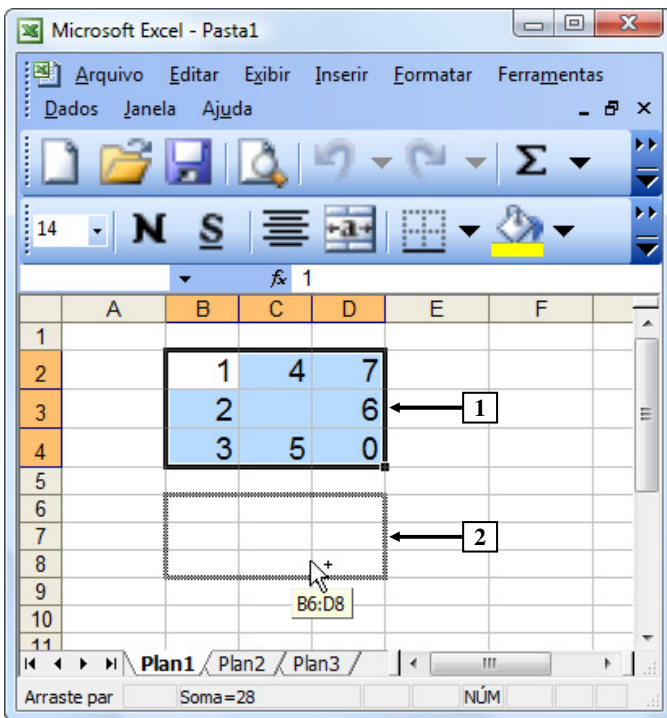 Microsoft Excel - Pasta1
Arquivo Editar Exibir Inserir Formatar Ferramentas
Dados Janela Ajuda
14 N S a Σ
fx 1
A B C D E F
1
2 1 4 7
3 2 6 1
4 3 5 0
5
6
7 2
8
9 B6:D8
10
11
Plan1 Plan2 Plan3
Arraste par Soma=28 NÚM